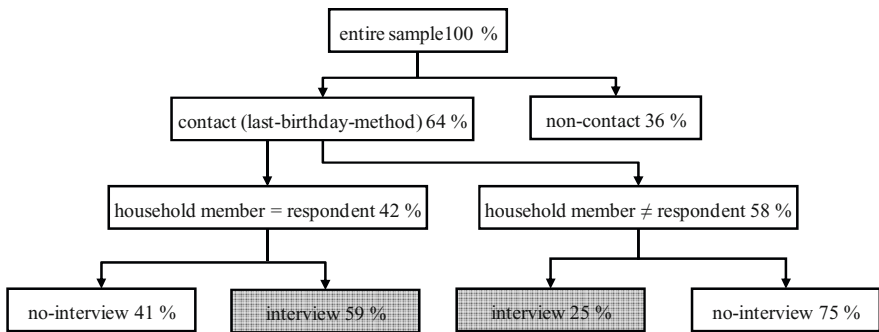 entire sample100 %
contact (last-birthday-method) 64 %
non-contact 36 %
household member = respondent 42 %
household member ≠ respondent 58 %
no-interview 41 %
interview 59 %
interview 25 %
no-interview 75 %